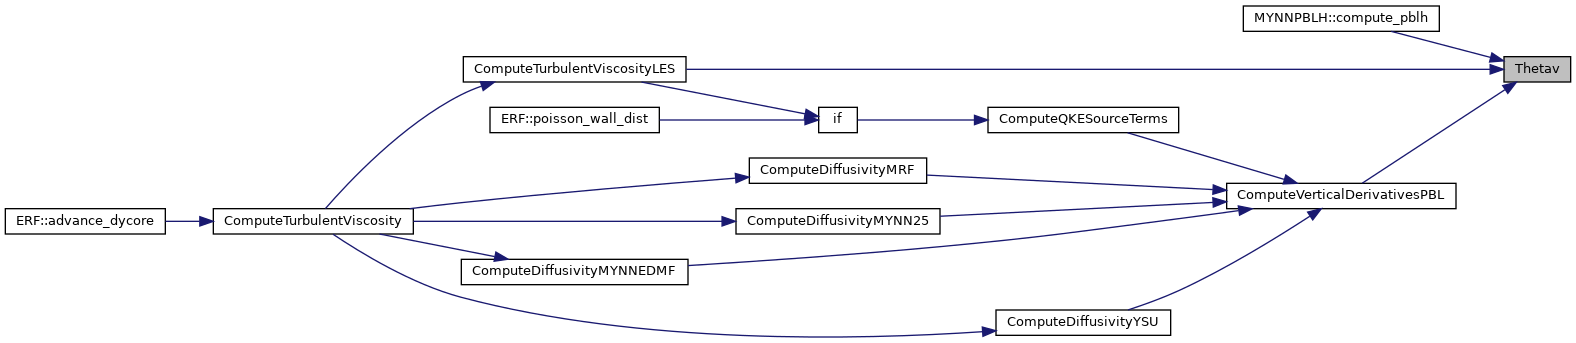 MYNNPBLH::compute_pblh
ComputeTurbulentViscosityLES
Thetav
ERF::poisson_wall_dist
if
ComputeQKESourceTerms
ComputeDiffusivityMRF
ComputeVerticalDerivativesPBL
ERF::advance_dycore
ComputeTurbulentViscosity
ComputeDiffusivityMYNN25
ComputeDiffusivityMYNNEDMF
ComputeDiffusivityYSU